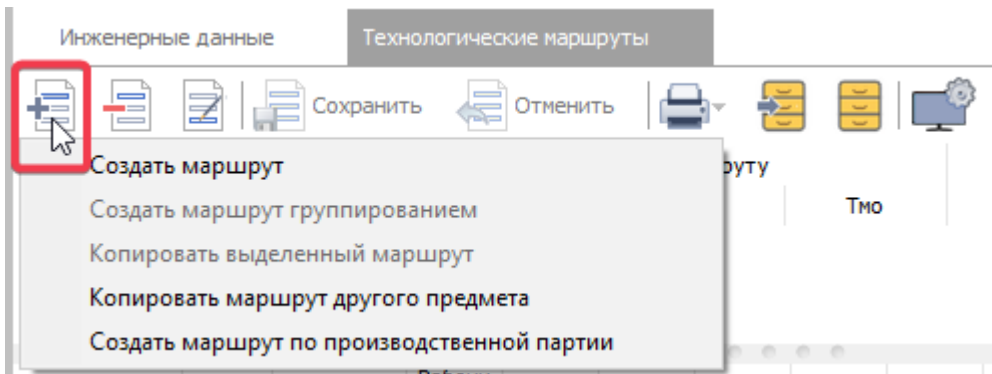 Инженерные данные Технологические маршруты
Сохранить Отменить
Создать маршрут
руту
Создать маршрут группированием
Тмо
Копировать выделенный маршрут
Копировать маршрут другого предмета
Создать маршрут по производственной партии